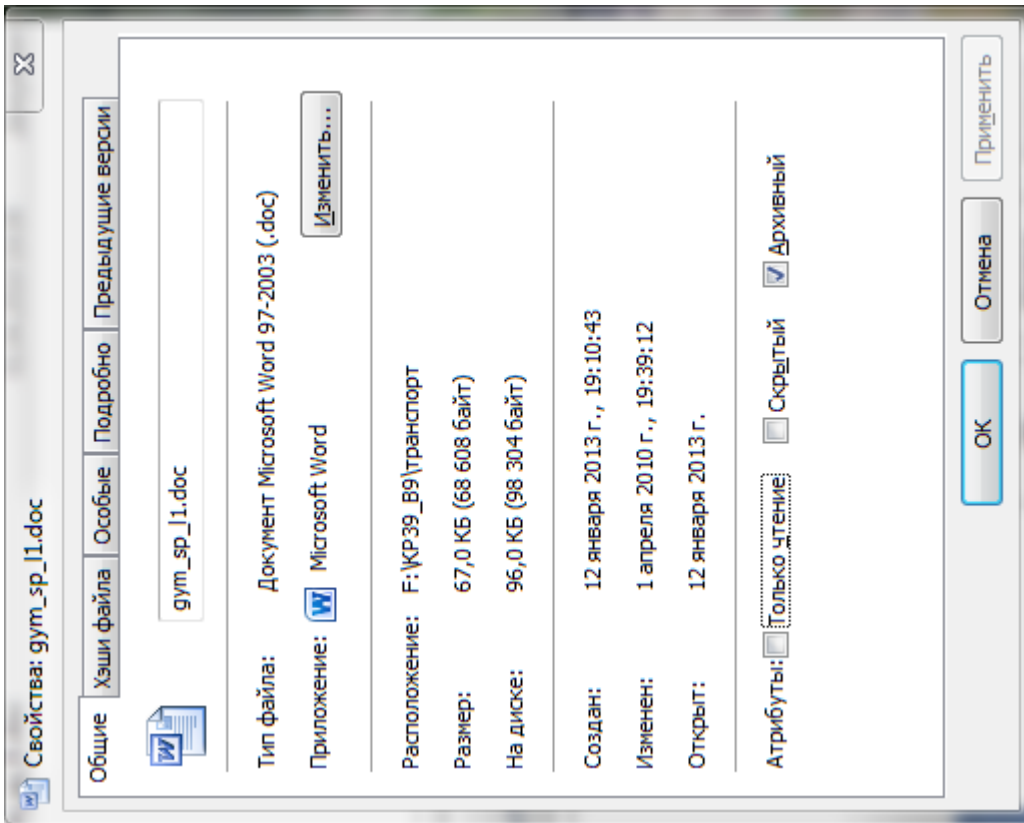 Свойства: gym_sp_l1.doc
Общие Хэши файла Особые Подробно Предыдущие версии
gym_sp_l1.doc
Тип файла: Документ Microsoft Word 97-2003 (.doc)
Приложение: Microsoft Word Изменить...
Расположение: F:\KP39_B9\транспорт
Размер: 67,0 КБ (68 608 байт)
На диске: 96,0 КБ (98 304 байт)
Создан: 12 января 2013 г., 19:10:43
Изменен: 1 апреля 2010 г., 19:39:12
Открыт: 12 января 2013 г.
Атрибуты: Только чтение Скрытый Архивный
ОК Отмена Применить